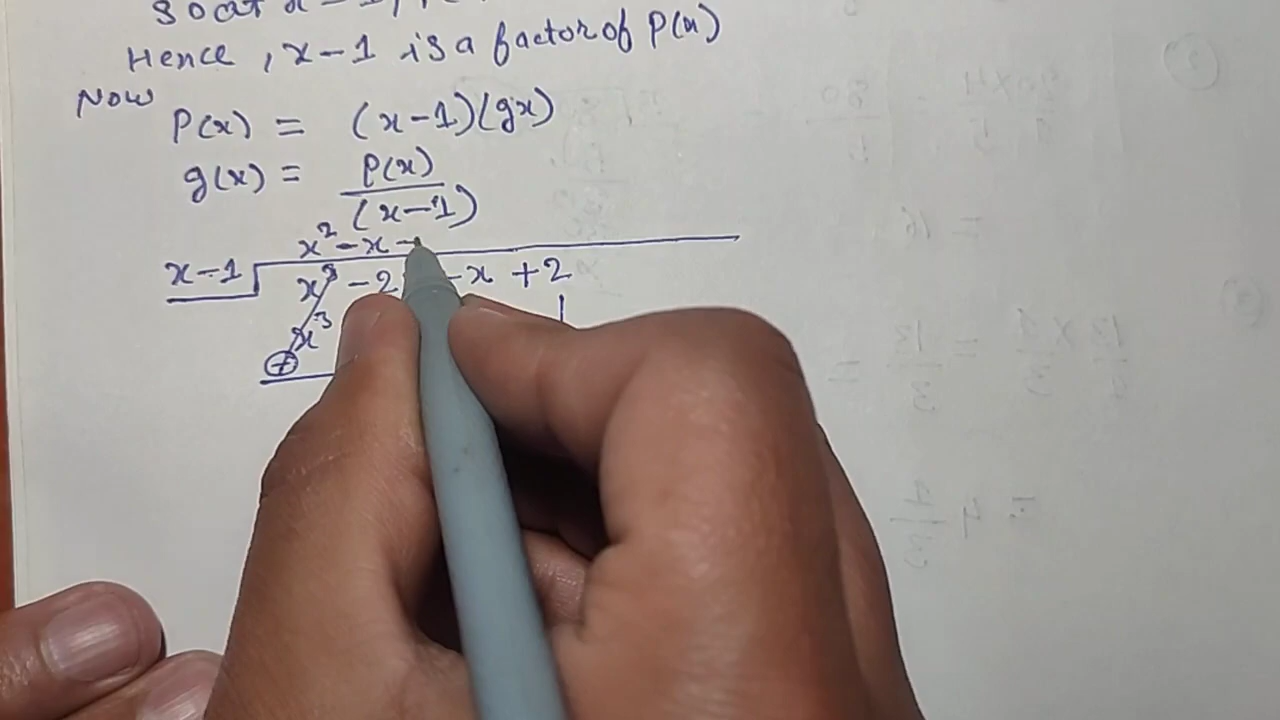 Hence, x-1 is a factor of P(x)
Now
P(x) = (x-1)(gx)
g(x) = P(x)/(x-1)
x² - x -
x-1 x³ - 2 - x + 2
x³